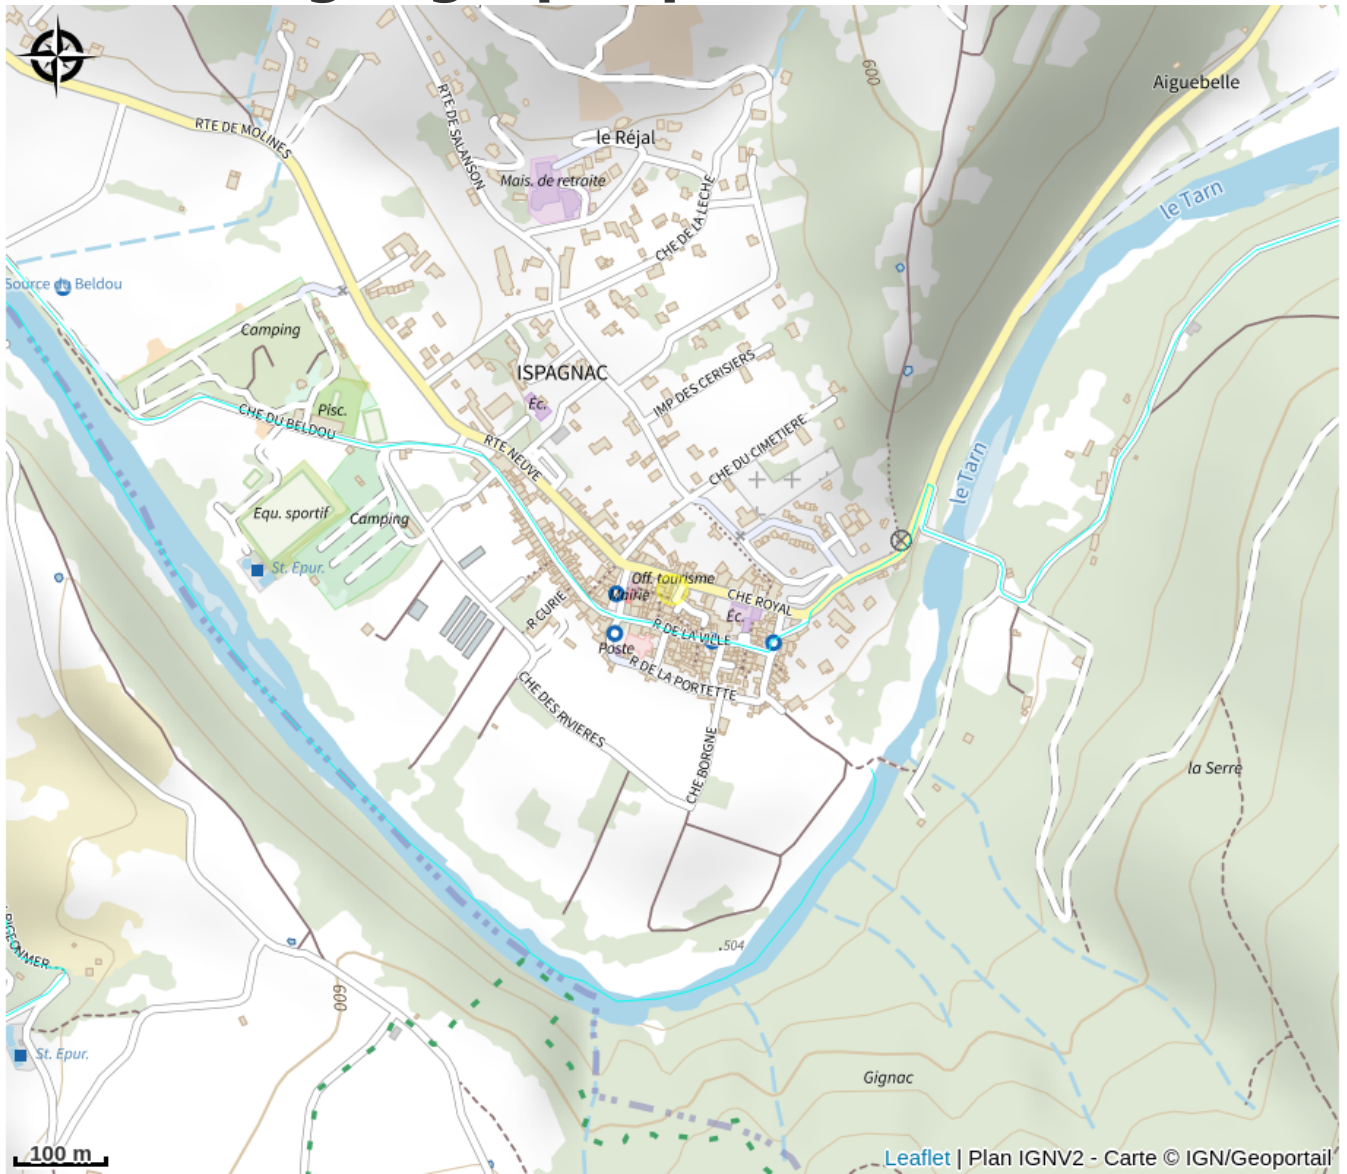 Aiguebelle
600
RTE DE SALANSON
RTE DE MOLINES
le Réjal
Mais. de retraite
le Tarn
CHE DE LA LECHE
Source du Beldou
Camping
ISPAGNAC
IMP DES CERISIERS
Éc.
Pisc.
CHE DU BELDOU
RTE NEUVE
CHE DU CIMETIERE
le Tarn
Equ. sportif
Camping
St. Epur.
Off. tourisme
Mairie
CHE ROYAL
R CURIE
Éc.
R DE LA VILLE
Poste
R DE LA PORTETTE
CHE DES RIVIERES
CHE BORGNE
la Serre
.504
600
St. Epur.
Gignac
100 m
Leaflet | Plan IGNV2 - Carte © IGN/Geoportail